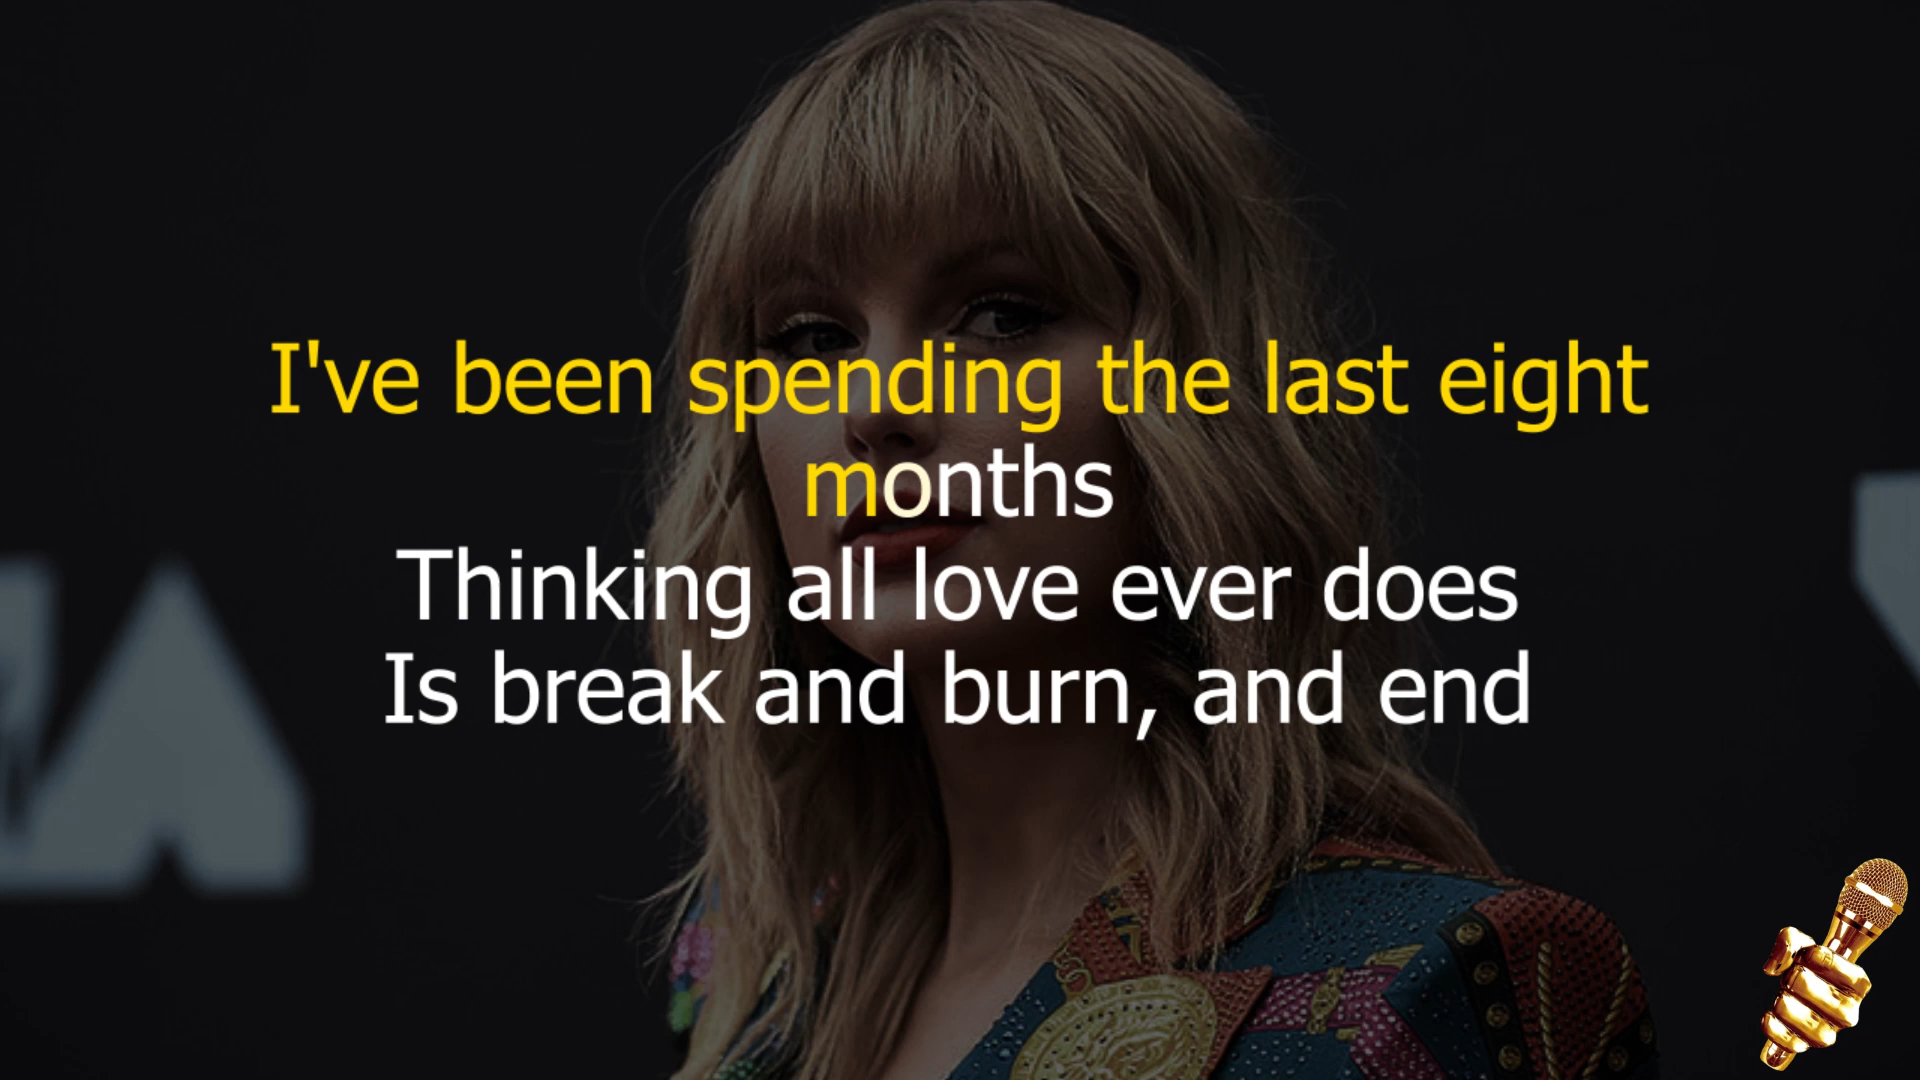 I've been spending the last eight
months
Thinking all love ever does
Is break and burn, and end